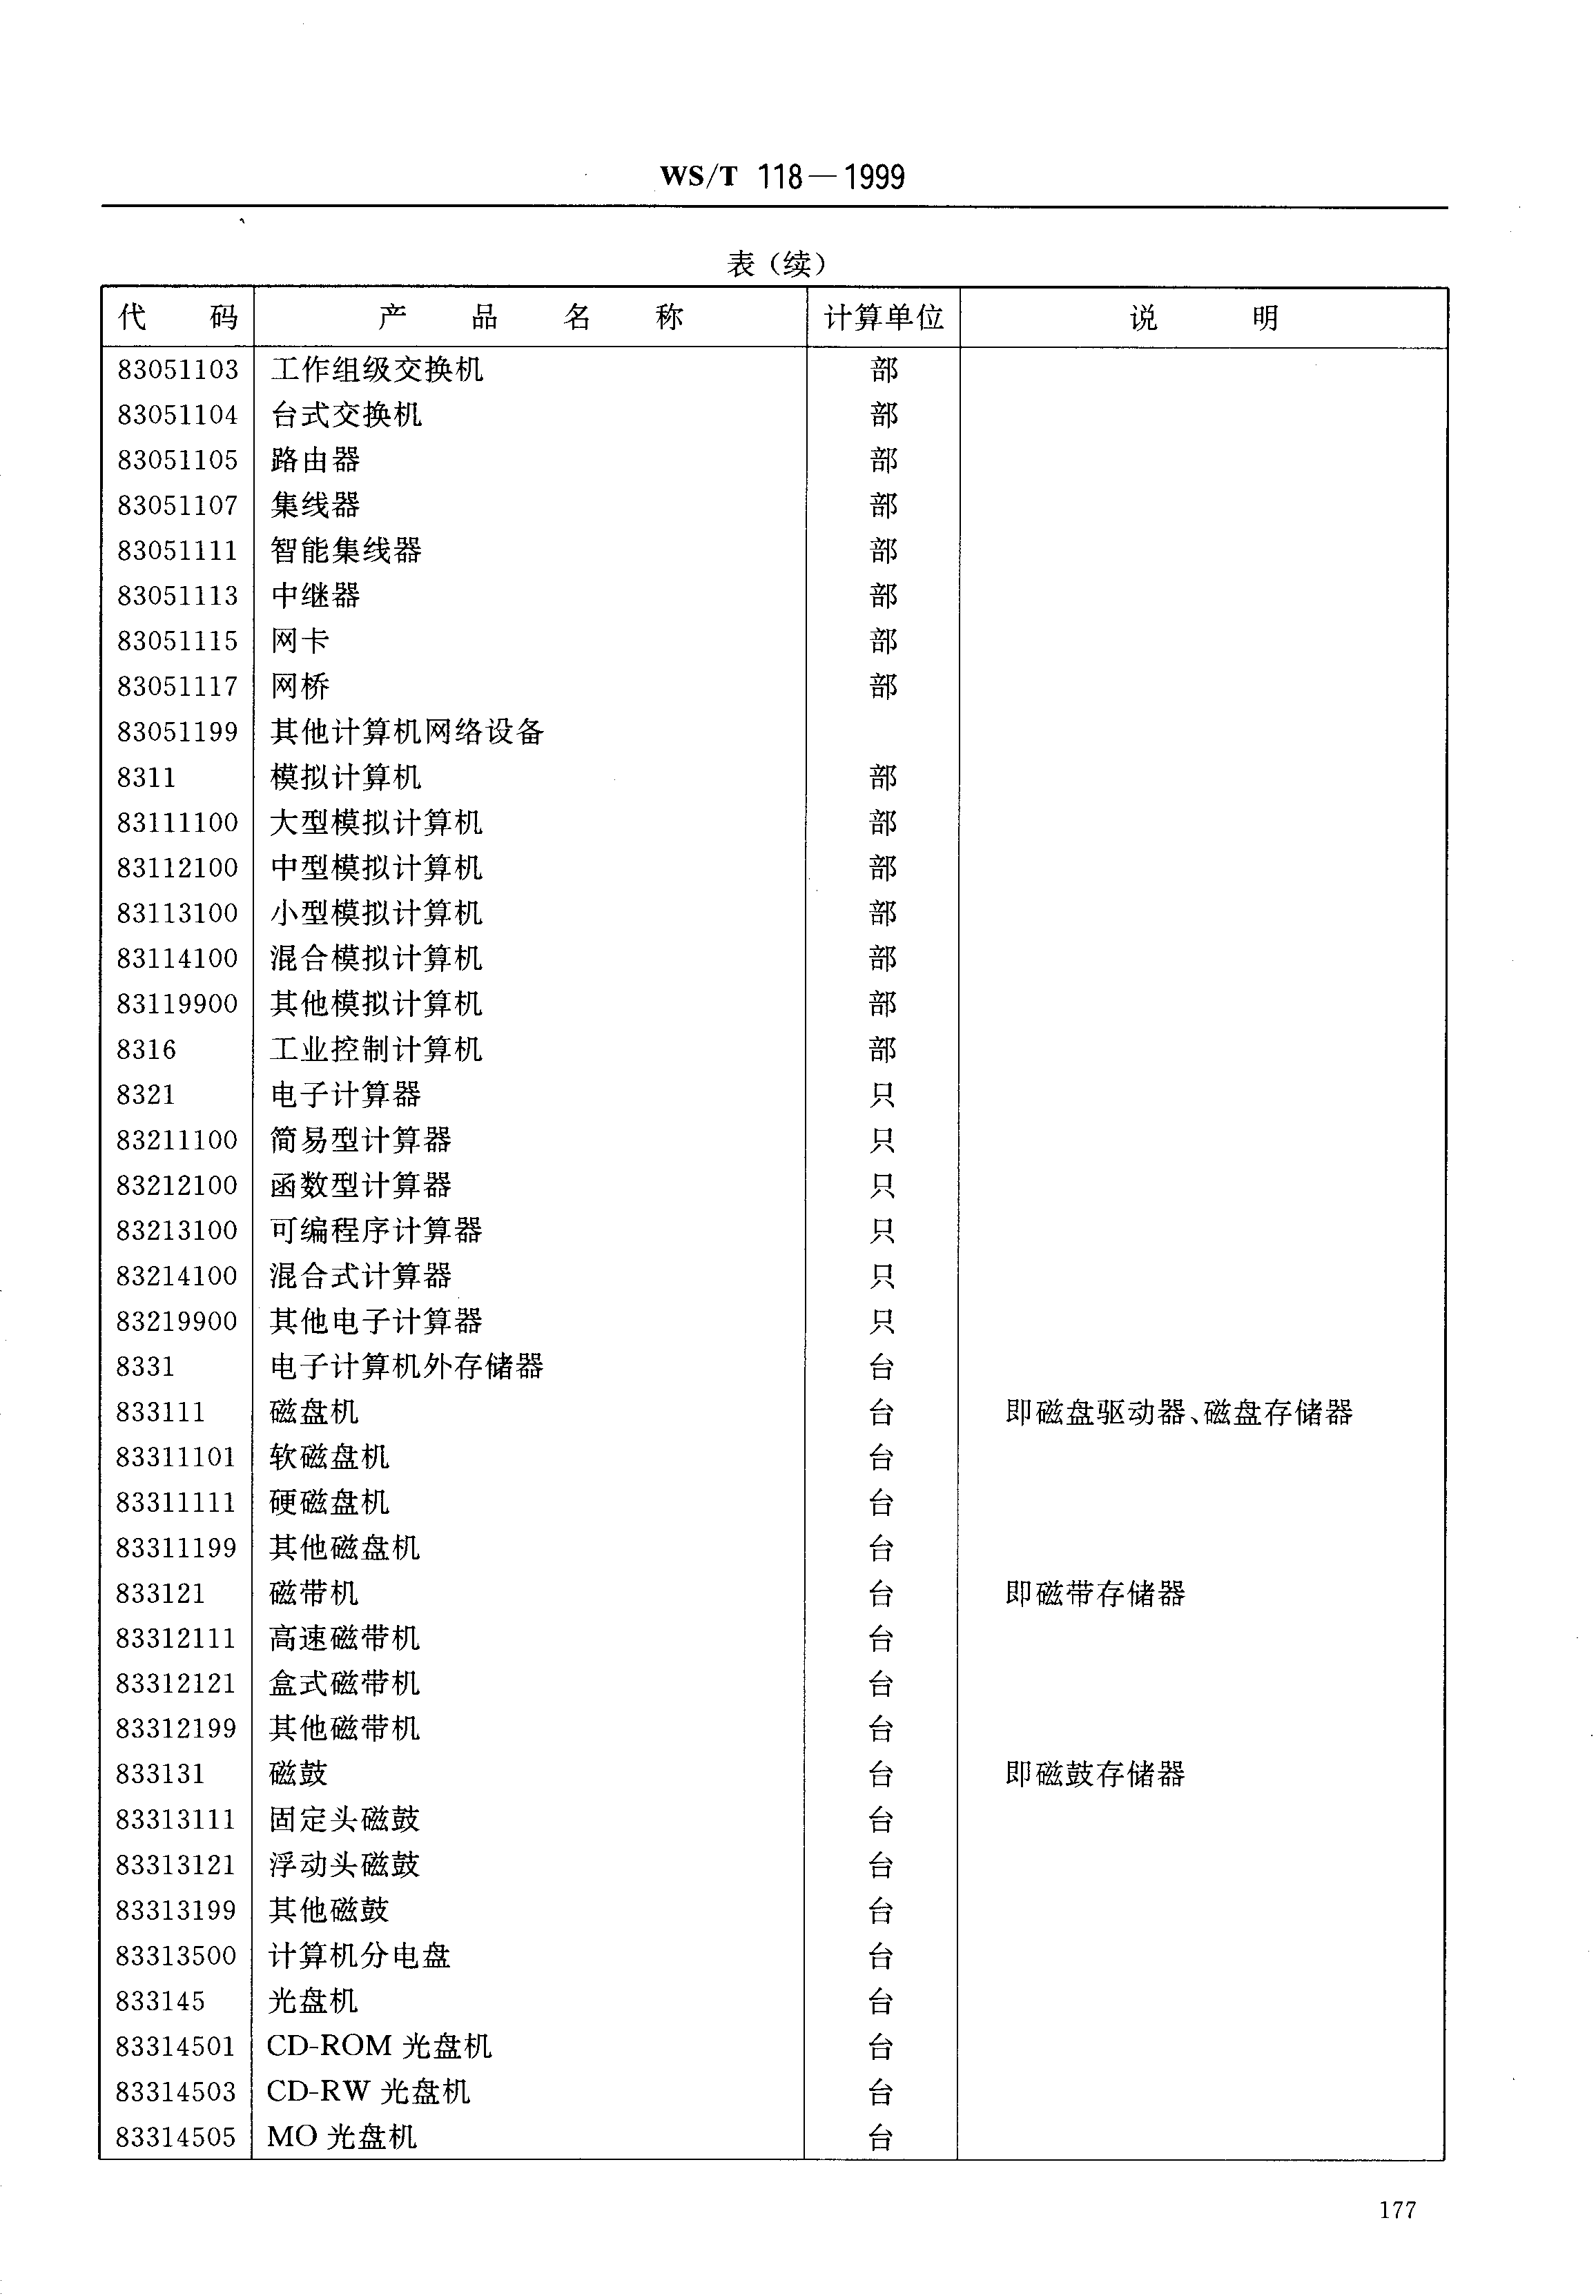 WS/T 118—1999
表（续）
代 码 产 品 名 称 计算单位 说 明
83051103 工作组级交换机 部
83051104 台式交换机 部
83051105 路由器 部
83051107 集线器 部
83051111 智能集线器 部
83051113 中继器 部
83051115 网卡 部
83051117 网桥 部
83051199 其他计算机网络设备
8311 模拟计算机 部
83111100 大型模拟计算机 部
83112100 中型模拟计算机 部
83113100 小型模拟计算机 部
83114100 混合模拟计算机 部
83119900 其他模拟计算机 部
8316 工业控制计算机 部
8321 电子计算器 只
83211100 简易型计算器 只
83212100 函数型计算器 只
83213100 可编程序计算器 只
83214100 混合式计算器 只
83219900 其他电子计算器 只
8331 电子计算机外存储器 台
833111 磁盘机 台 即磁盘驱动器、磁盘存储器
83311101 软磁盘机 台
83311111 硬磁盘机 台
83311199 其他磁盘机 台
833121 磁带机 台 即磁带存储器
83312111 高速磁带机 台
83312121 盒式磁带机 台
83312199 其他磁带机 台
833131 磁鼓 台 即磁鼓存储器
83313111 固定头磁鼓 台
83313121 浮动头磁鼓 台
83313199 其他磁鼓 台
83313500 计算机分电盘 台
833145 光盘机 台
83314501 CD-ROM 光盘机 台
83314503 CD-RW 光盘机 台
83314505 MO 光盘机 台
177